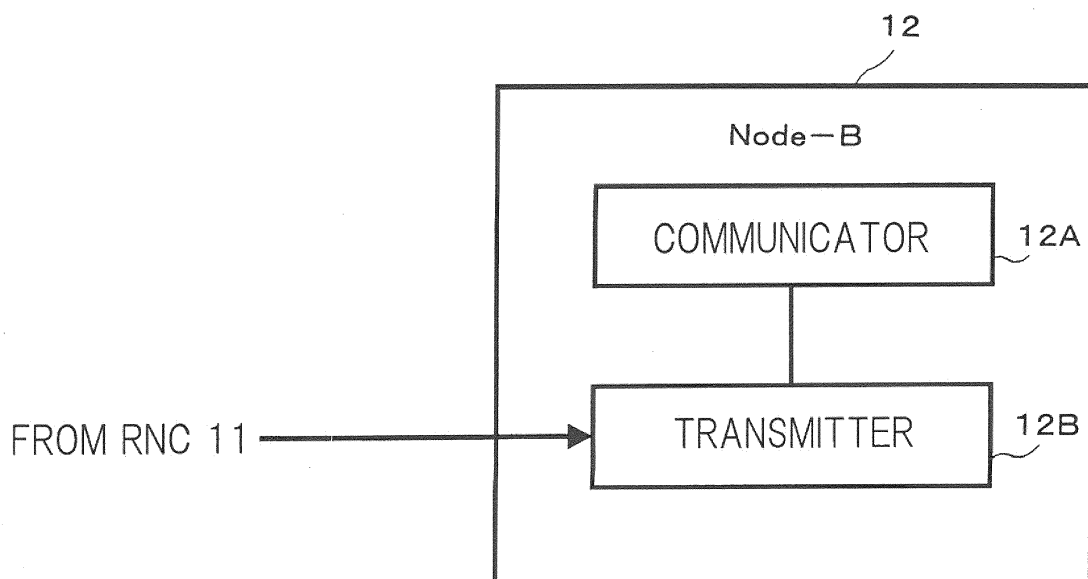 12
Node-B
COMMUNICATOR
12A
FROM RNC 11
TRANSMITTER
12B